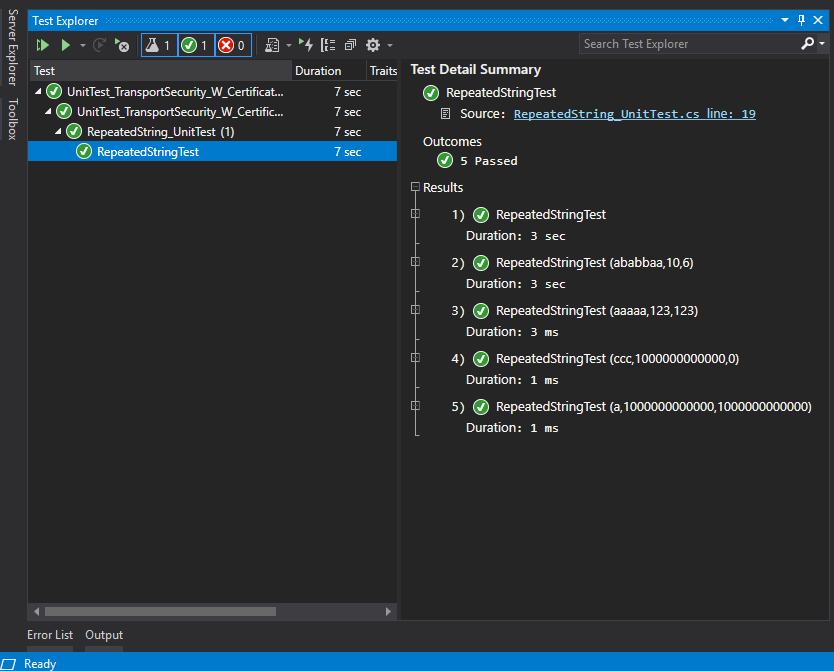 Server Explorer
Toolbox
Test Explorer
1 1 0
Search Test Explorer
Test Duration Traits
UnitTest_TransportSecurity_W_Certificat... 7 sec
UnitTest_TransportSecurity_W_Certific... 7 sec
RepeatedString_UnitTest (1) 7 sec
RepeatedStringTest 7 sec
Test Detail Summary
RepeatedStringTest
Source: RepeatedString_UnitTest.cs line: 19
Outcomes
5 Passed
Results
1) RepeatedStringTest
Duration: 3 sec
2) RepeatedStringTest (ababbaa,10,6)
Duration: 3 sec
3) RepeatedStringTest (aaaaa,123,123)
Duration: 3 ms
4) RepeatedStringTest (ccc,1000000000000,0)
Duration: 1 ms
5) RepeatedStringTest (a,1000000000000,1000000000000)
Duration: 1 ms
Error List Output
Ready